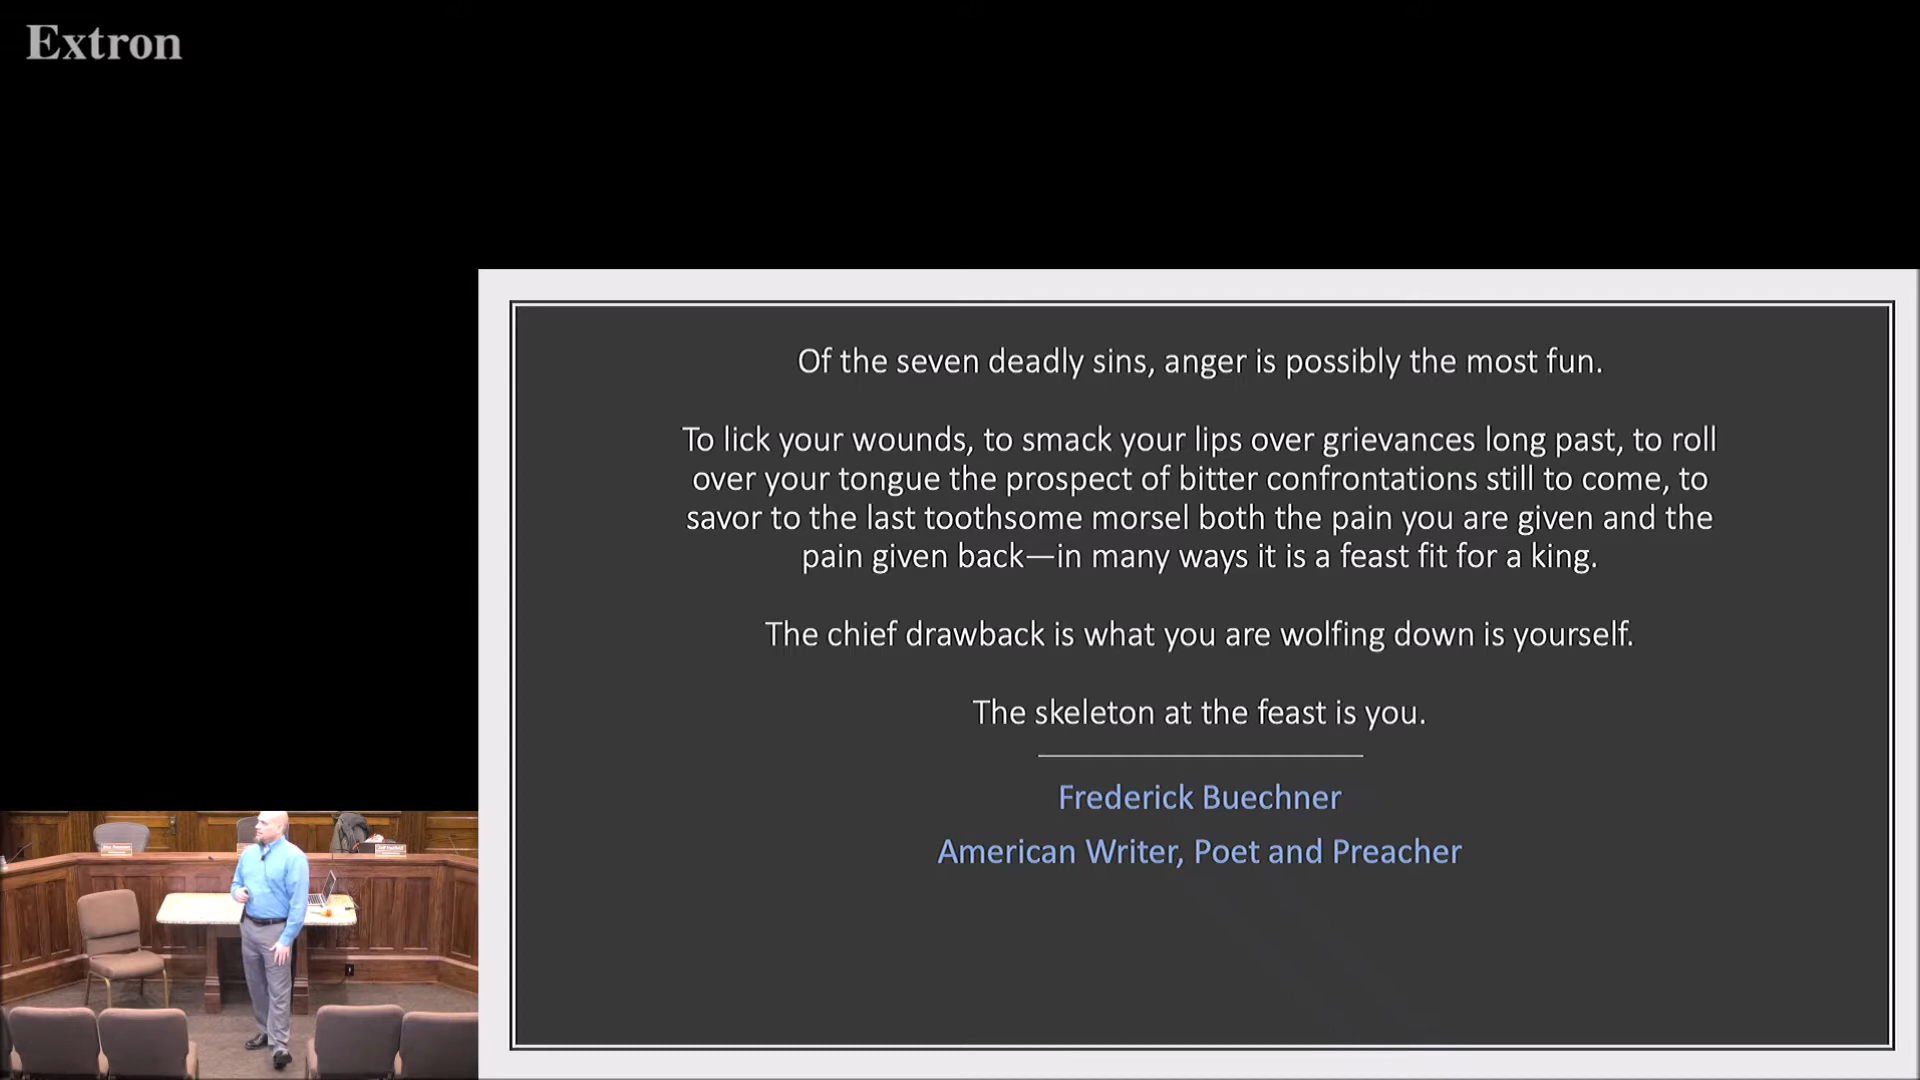 Extron
Of the seven deadly sins, anger is possibly the most fun.
To lick your wounds, to smack your lips over grievances long past, to roll
over your tongue the prospect of bitter confrontations still to come, to
savor to the last toothsome morsel both the pain you are given and the
pain given back—in many ways it is a feast fit for a king.
The chief drawback is what you are wolfing down is yourself.
The skeleton at the feast is you.
Frederick Buechner
American Writer, Poet and Preacher